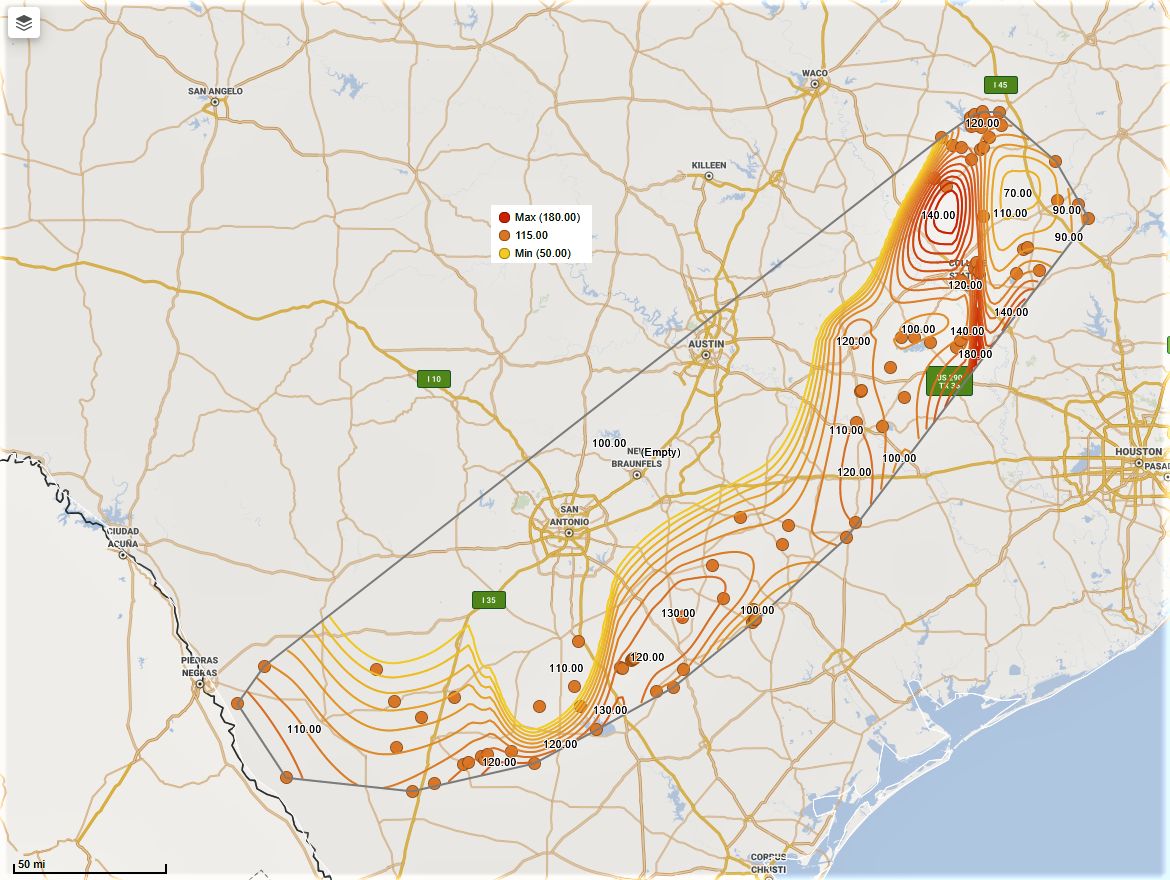 WACO
I 45
SAN ANGELO
120.00
KILLEEN
70.00
Max (180.00)
140.00
110.00
90.00
115.00
90.00
Min (50.00)
120.00
140.00
100.00
140.00
120.00
AUSTIN
180.00
I 10
US 290
110.00
100.00
(Empty)
HOUSTON
100.00
BRAUNFELS
PASAD
120.00
SAN
ANTONIO
CIUDAD
ACUÑA
I 35
130.00
100.00
120.00
PIEDRAS
NEGRAS
110.00
130.00
110.00
120.00
120.00
CORPUS
CHRISTI
50 mi